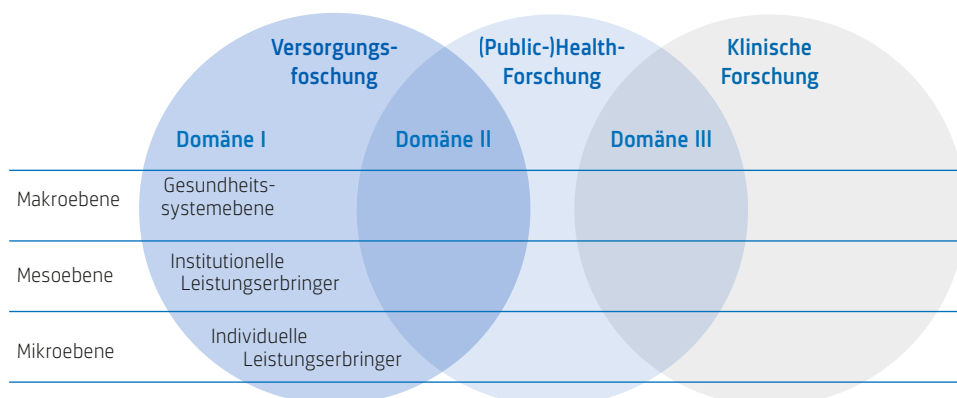 Versorgungs-
foschung
(Public-)Health-
Forschung
Klinische
Forschung
Domäne I
Domäne II
Domäne III
Makroebene
Gesundheits-
systemebene
Mesoebene
Institutionelle
Leistungserbringer
Mikroebene
Individuelle
Leistungserbringer